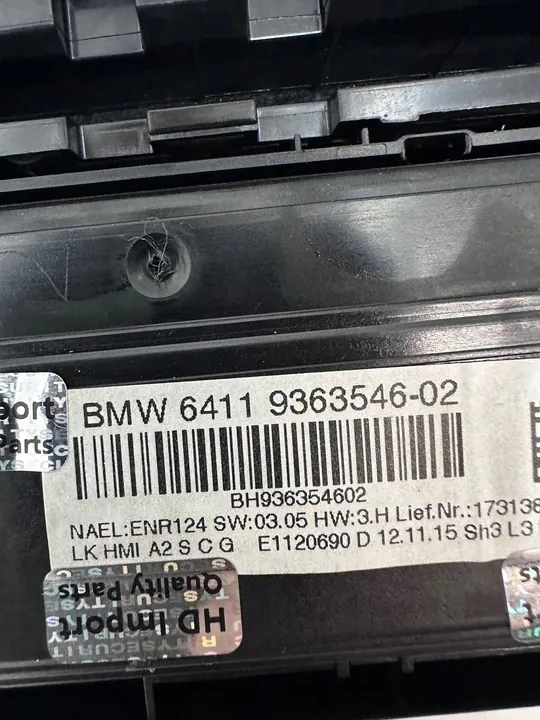 port
Parts
BMW 6411 9363546-02
BH936354602
NAEL:ENR124 SW:03.05 HW:3.H Lief.Nr.:173138
LK HMI A2 S C G E1120690 D 12.11.15 Sh3 L3
HD Import
Quality Parts